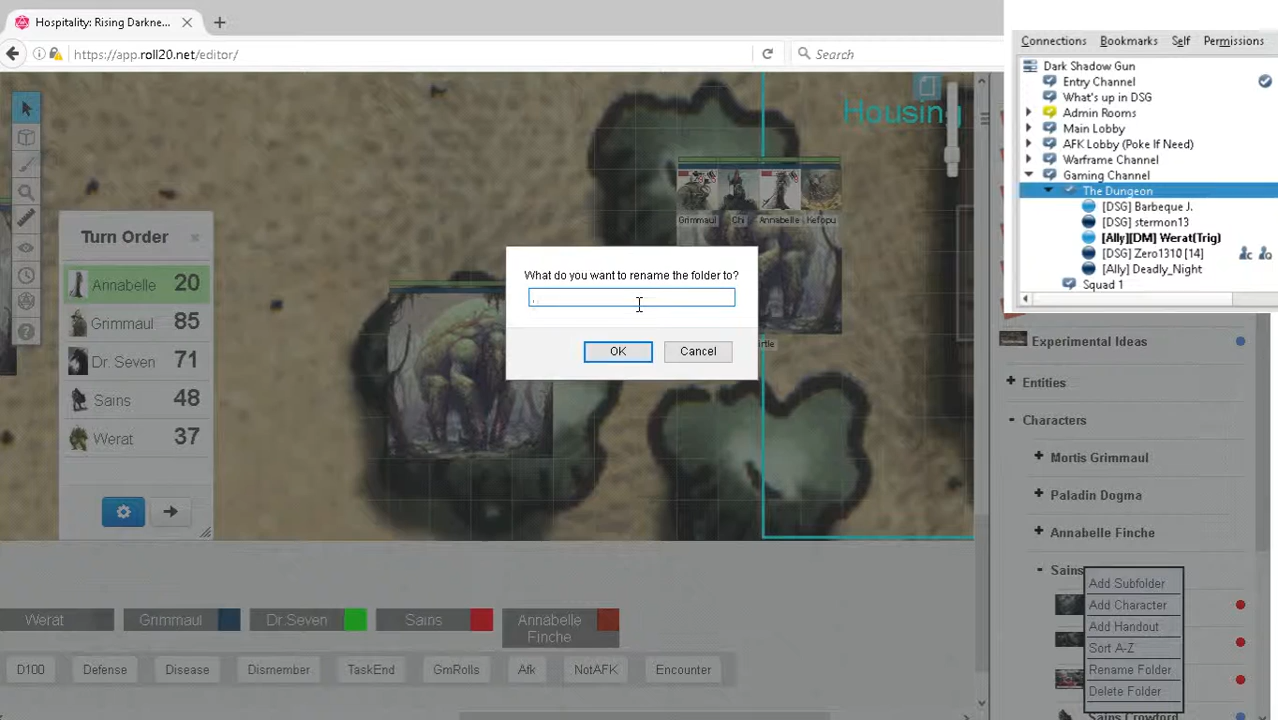 Hospitality: Rising Darkne...
https://app.roll20.net/editor/
Search
Connections Bookmarks Self Permissions
Dark Shadow Gun
Entry Channel
What's up in DSG
Admin Rooms
Main Lobby
AFK Lobby (Poke If Need)
Warframe Channel
Gaming Channel
The Dungeon
[DSG] Barbeque J.
[DSG] stermon13
[Ally][DM] Werat(Trig)
[DSG] Zero1310 [14]
[Ally] Deadly_Night
Squad 1
Housing
Grimmaul Chi Annabelle Kefopu
Turn Order
Annabelle 20
Grimmaul 85
Dr. Seven 71
Sains 48
Werat 37
What do you want to rename the folder to?
OK Cancel
Experimental Ideas
Entities
Characters
Mortis Grimmaul
Paladin Dogma
Annabelle Finche
Sains
Add Subfolder
Add Character
Add Handout
Sort A-Z
Rename Folder
Delete Folder
Sains Crowford
Werat Grimmaul Dr.Seven Sains Annabelle
Finche
D100 Defense Disease Dismember TaskEnd GmRolls Afk NotAFK Encounter